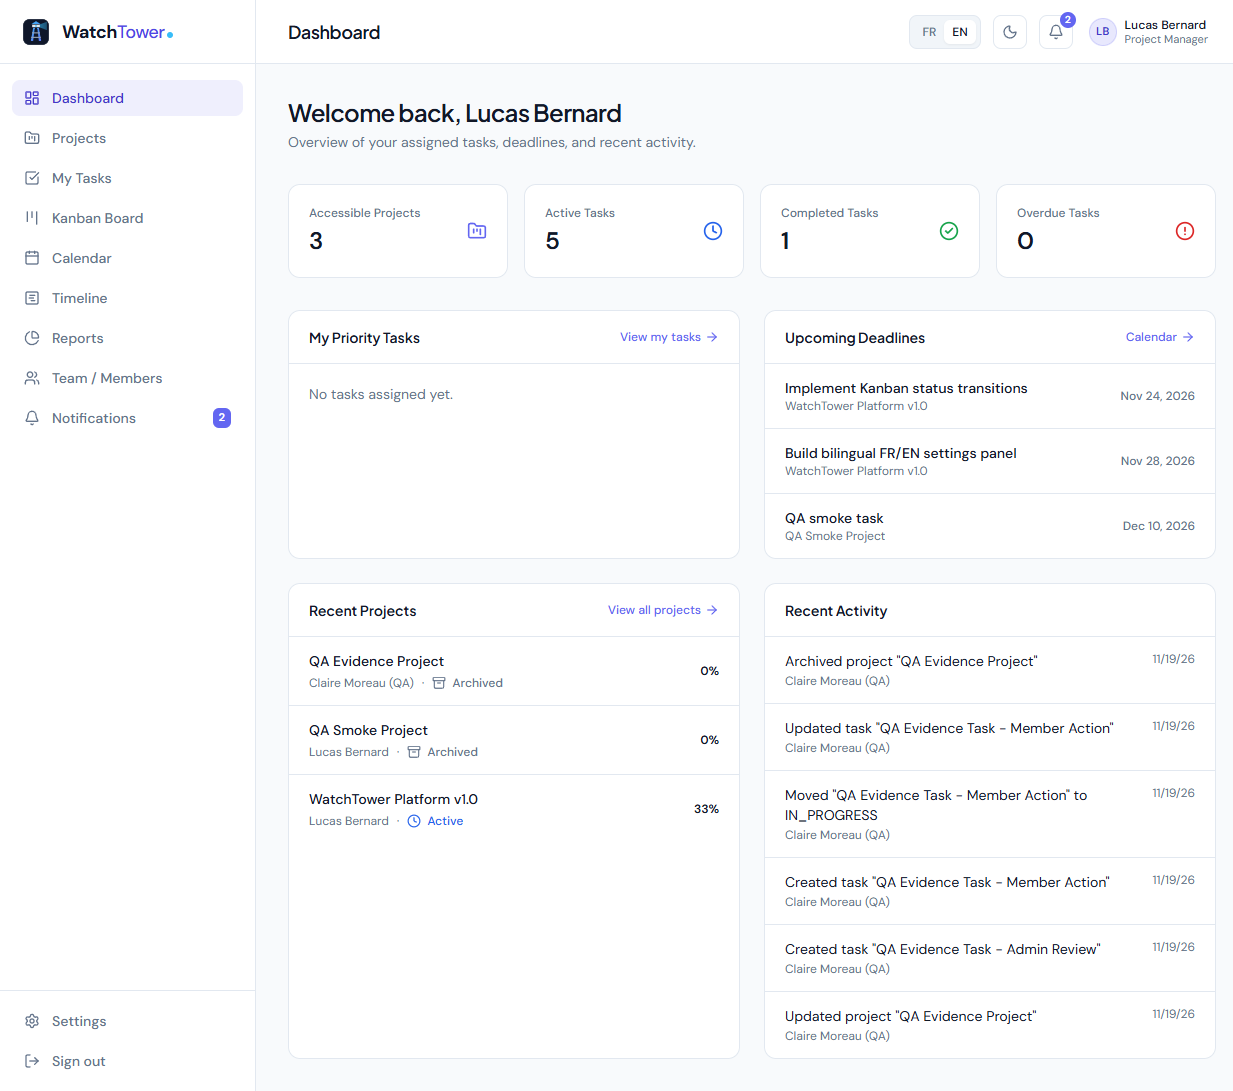 WatchTower
Dashboard
FR EN
2
LB
Lucas Bernard
Project Manager
Dashboard
Projects
My Tasks
Kanban Board
Calendar
Timeline
Reports
Team / Members
Notifications 2
Settings
Sign out
Welcome back, Lucas Bernard
Overview of your assigned tasks, deadlines, and recent activity.
Accessible Projects
3
Active Tasks
5
Completed Tasks
1
Overdue Tasks
0
My Priority Tasks
View my tasks →
No tasks assigned yet.
Upcoming Deadlines
Calendar →
Implement Kanban status transitions
WatchTower Platform v1.0
Nov 24, 2026
Build bilingual FR/EN settings panel
WatchTower Platform v1.0
Nov 28, 2026
QA smoke task
QA Smoke Project
Dec 10, 2026
Recent Projects
View all projects →
QA Evidence Project
Claire Moreau (QA) · Archived
0%
QA Smoke Project
Lucas Bernard · Archived
0%
WatchTower Platform v1.0
Lucas Bernard · Active
33%
Recent Activity
Archived project "QA Evidence Project"
Claire Moreau (QA)
11/19/26
Updated task "QA Evidence Task - Member Action"
Claire Moreau (QA)
11/19/26
Moved "QA Evidence Task - Member Action" to
IN_PROGRESS
Claire Moreau (QA)
11/19/26
Created task "QA Evidence Task - Member Action"
Claire Moreau (QA)
11/19/26
Created task "QA Evidence Task - Admin Review"
Claire Moreau (QA)
11/19/26
Updated project "QA Evidence Project"
Claire Moreau (QA)
11/19/26